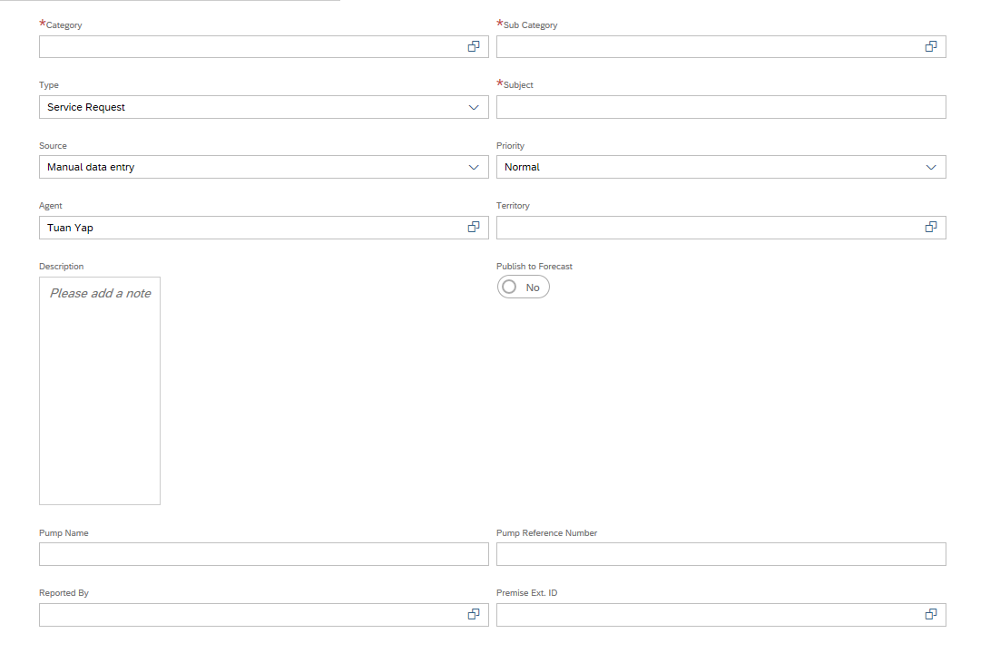 *Category
*Sub Category
Type
*Subject
Service Request
Source
Priority
Manual data entry
Normal
Agent
Territory
Tuan Yap
Description
Publish to Forecast
Please add a note
No
Pump Name
Pump Reference Number
Reported By
Premise Ext. ID